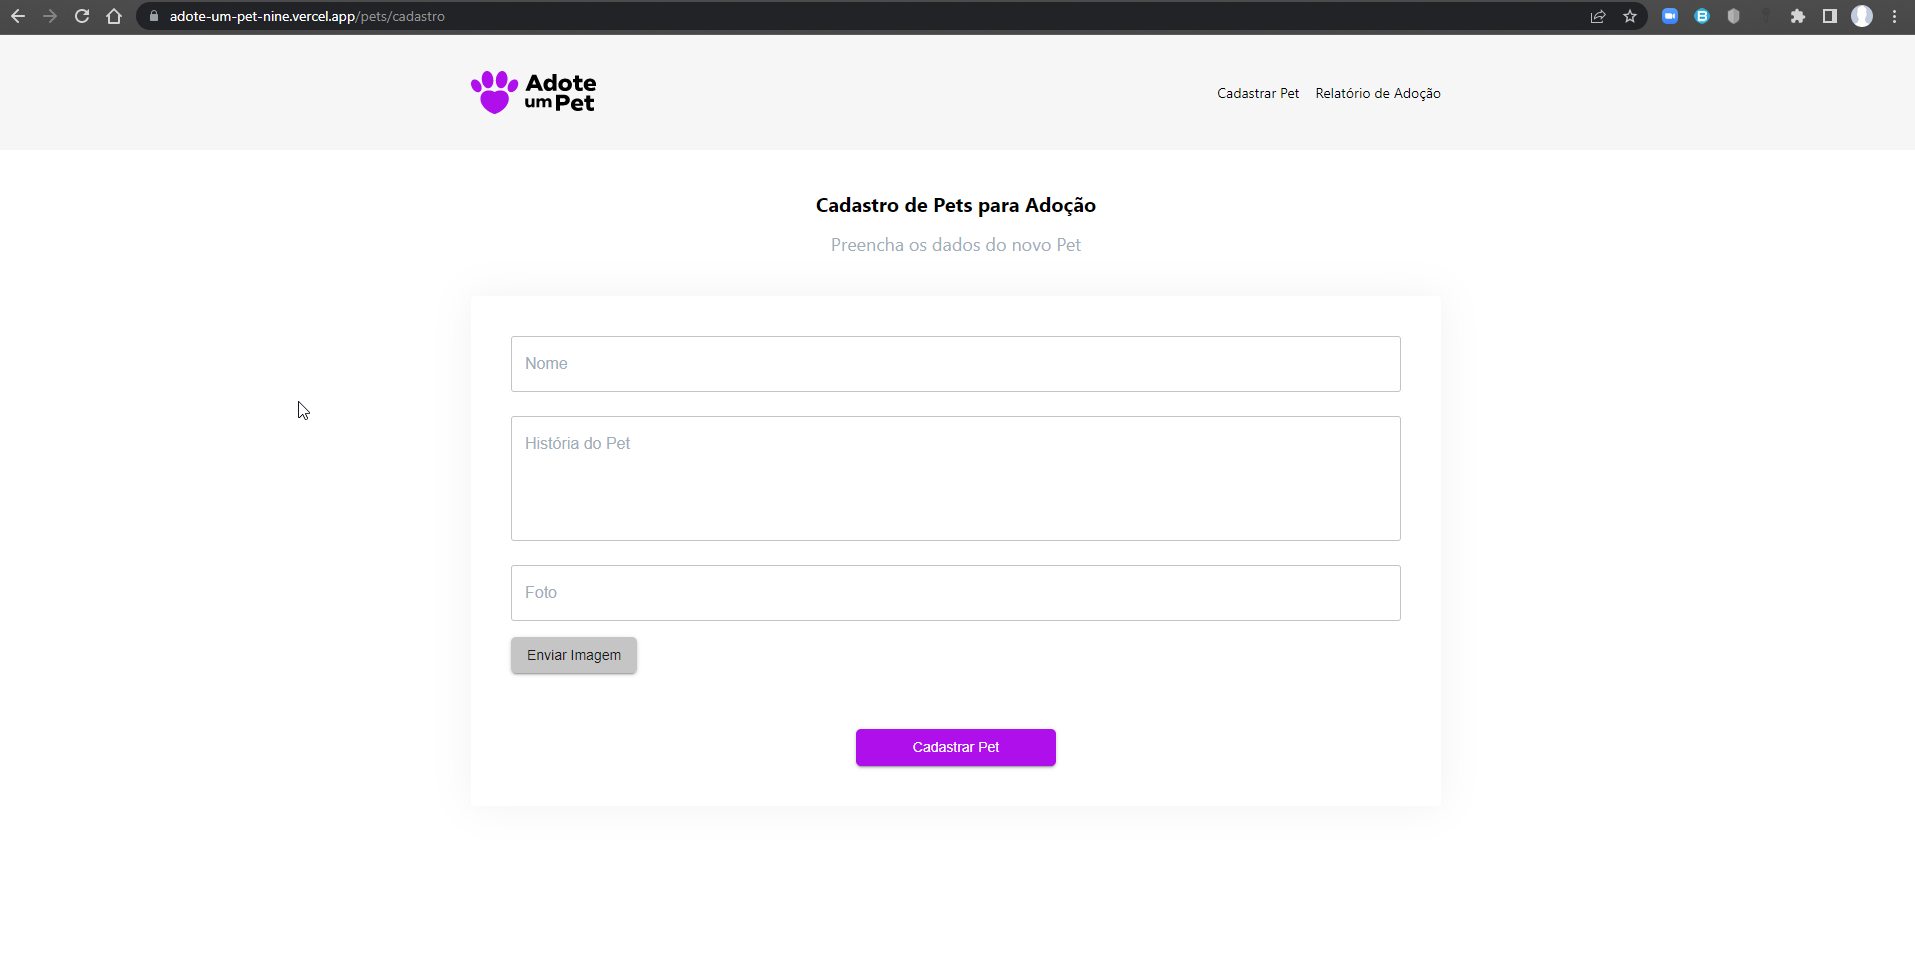 adote-um-pet-nine.vercel.app/pets/cadastro
Adote
um Pet
Cadastrar Pet Relatório de Adoção
Cadastro de Pets para Adoção
Preencha os dados do novo Pet
Nome
História do Pet
Foto
Enviar Imagem
Cadastrar Pet